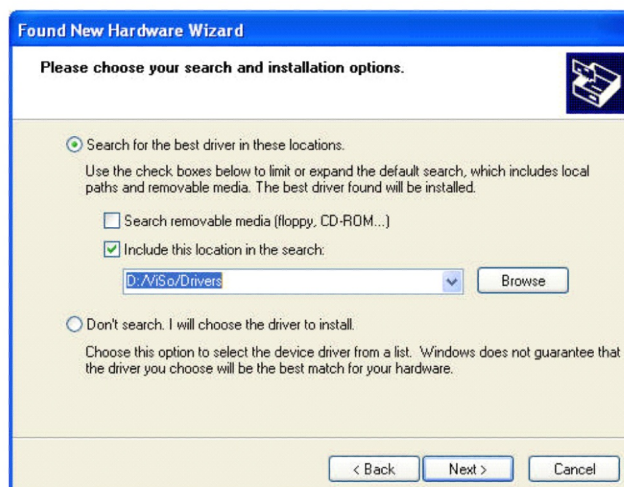 Found New Hardware Wizard
Please choose your search and installation options.
Search for the best driver in these locations.
Use the check boxes below to limit or expand the default search, which includes local
paths and removable media. The best driver found will be installed.
Search removable media (floppy, CD-ROM...)
Include this location in the search:
D:/ViSo/Drivers
Browse
Don't search. I will choose the driver to install.
Choose this option to select the device driver from a list. Windows does not guarantee that
the driver you choose will be the best match for your hardware.
< Back Next > Cancel